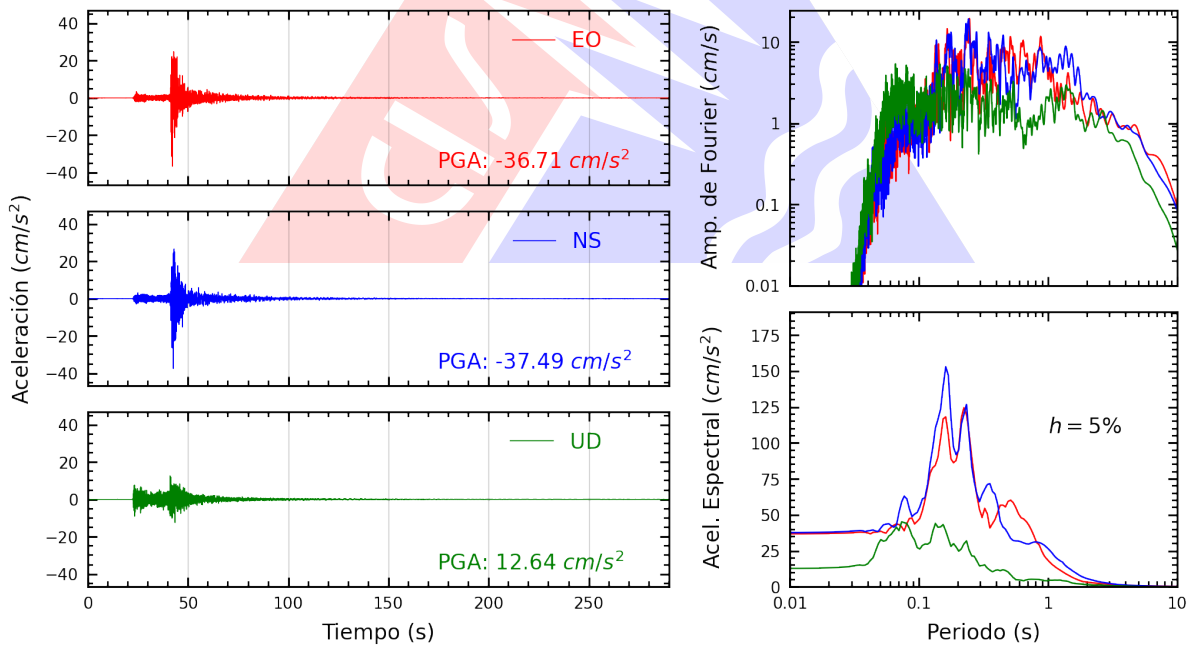 40
20
0
−20
−40
EO
PGA: -36.71 cm/s²
40
20
0
−20
−40
NS
PGA: -37.49 cm/s²
Aceleración (cm/s²)
40
20
0
−20
−40
UD
PGA: 12.64 cm/s²
0 50 100 150 200 250
Tiempo (s)
CIS
10
1
0.1
0.01
Amp. de Fourier (cm/s)
175
150
125
100
75
50
25
0
Acel. Espectral (cm/s²)
h = 5%
0.01 0.1 1 10
Periodo (s)